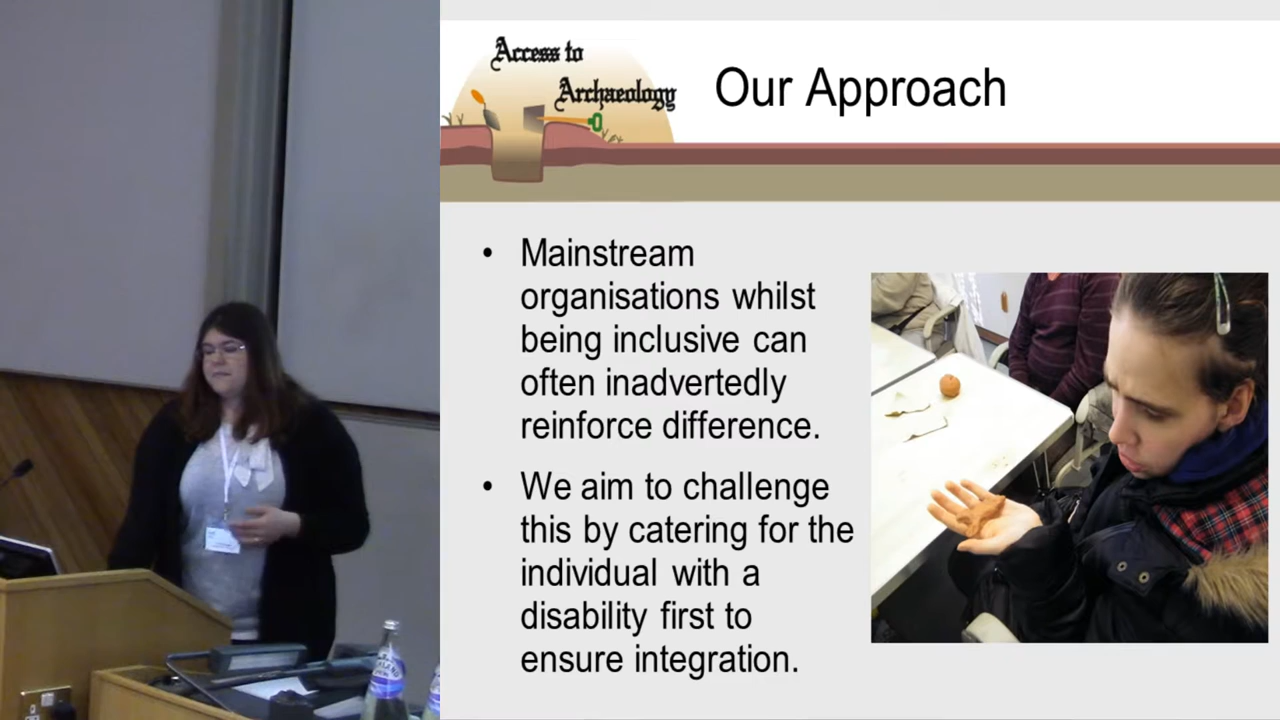 Access to
Archaeology
Our Approach
• Mainstream
organisations whilst
being inclusive can
often inadvertedly
reinforce difference.
• We aim to challenge
this by catering for the
individual with a
disability first to
ensure integration.